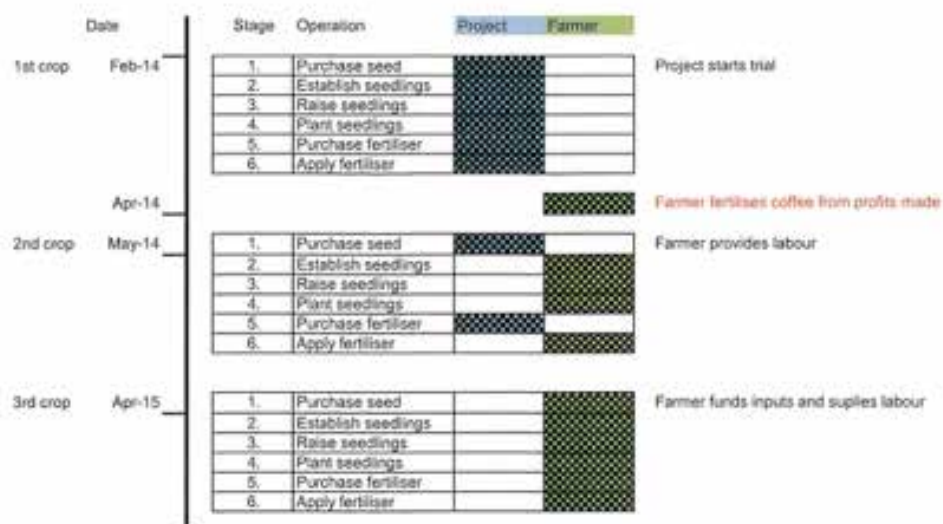 Date Stage Operation Project Farmer
1st crop Feb-14 1. Purchase seed Project starts trial
2. Establish seedlings
3. Raise seedlings
4. Plant seedlings
5. Purchase fertiliser
6. Apply fertiliser
Apr-14 Farmer fertilises coffee from profits made
2nd crop May-14 1. Purchase seed Farmer provides labour
2. Establish seedlings
3. Raise seedlings
4. Plant seedlings
5. Purchase fertiliser
6. Apply fertiliser
3rd crop Apr-15 1. Purchase seed Farmer funds inputs and suplies labour
2. Establish seedlings
3. Raise seedlings
4. Plant seedlings
5. Purchase fertiliser
6. Apply fertiliser